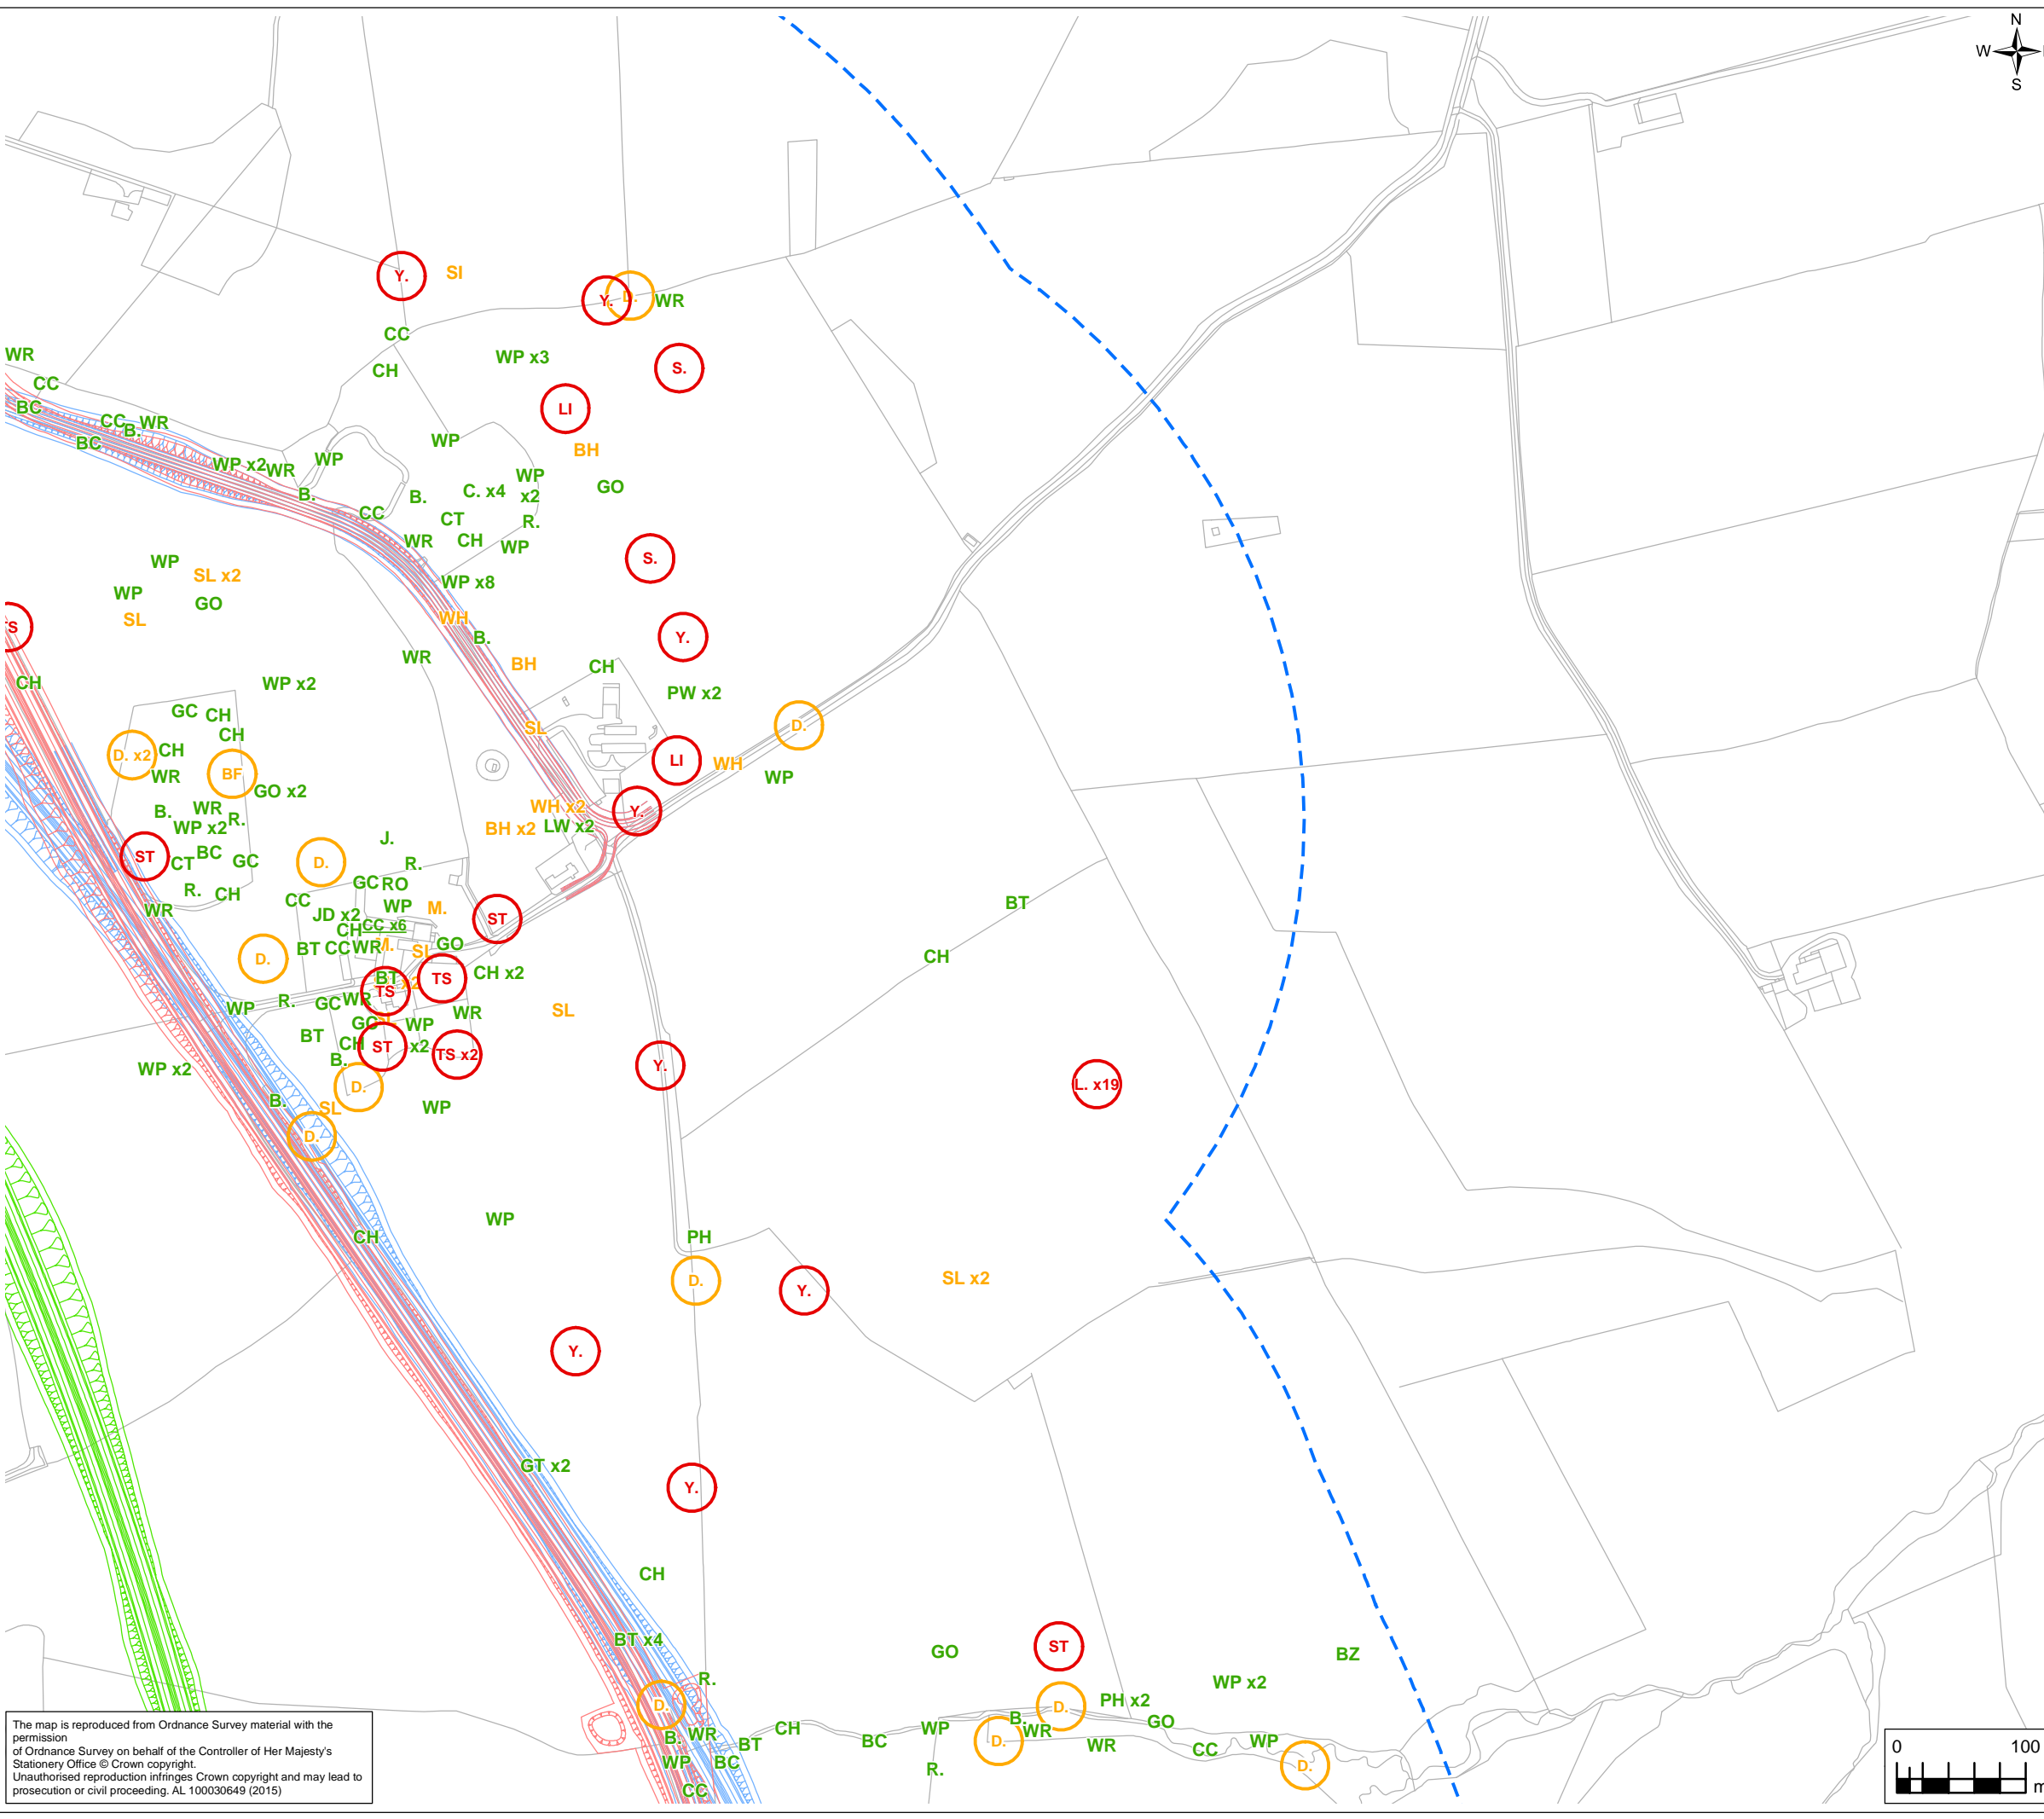 N
W
S
Y.
SI
Y.
D.
WR
CC
WP x3
S.
WR
CH
CC
BC
LI
CC
B.
WR
BC
WP
BH
WP x2
WR
WP
WP
x2
GO
B.
B.
C. x4
CC
CT
R.
WR
CH
WP
S.
WP
SL x2
WP x8
WP
GO
SL
WH
B.
Y.
WR
BH
CH
CH
WP x2
PW x2
GC
CH
CH
SL
D.
D. x2
CH
BF
LI
WH
WR
WP
GO x2
B.
WR
R.
WH x2
Y.
WP x2
BH x2
LW x2
J.
ST
CT
BC
GC
D.
R.
R.
CH
GC
RO
CC
WP
M.
BT
WR
JD x2
CC x6
ST
CH
BT
CC
WR
M.
GO
CH
D.
BT
TS
TS
CH x2
WP
R.
GC
WR
WR
SL
GC
WP
BT
CH
ST
x2
TS x2
B.
Y.
WP x2
D.
L. x19
B.
SL
WP
D.
WP
CH
PH
D.
SL x2
Y.
Y.
GT x2
Y.
CH
BT x4
GO
ST
BZ
R.
WP x2
D.
PH x2
D.
B.
GO
CH
WP
WR
B.
WR
BT
BC
D.
WR
CC
WP
WP
BC
R.
D.
CC
The map is reproduced from Ordnance Survey material with the
permission
of Ordnance Survey on behalf of the Controller of Her Majesty's
Stationery Office © Crown copyright.
Unauthorised reproduction infringes Crown copyright and may lead to
prosecution or civil proceeding. AL 100030649 (2015)
0
100
m